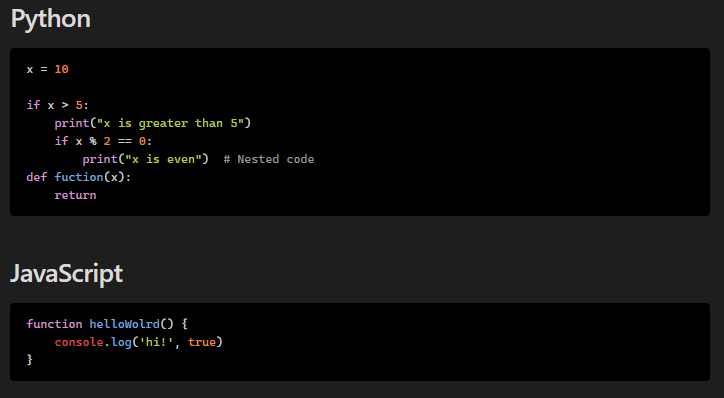 Python
x = 10
if x > 5:
    print("x is greater than 5")
    if x % 2 == 0:
        print("x is even")  # Nested code
def fuction(x):
    return
JavaScript
function helloWolrd() {
    console.log('hi!', true)
}